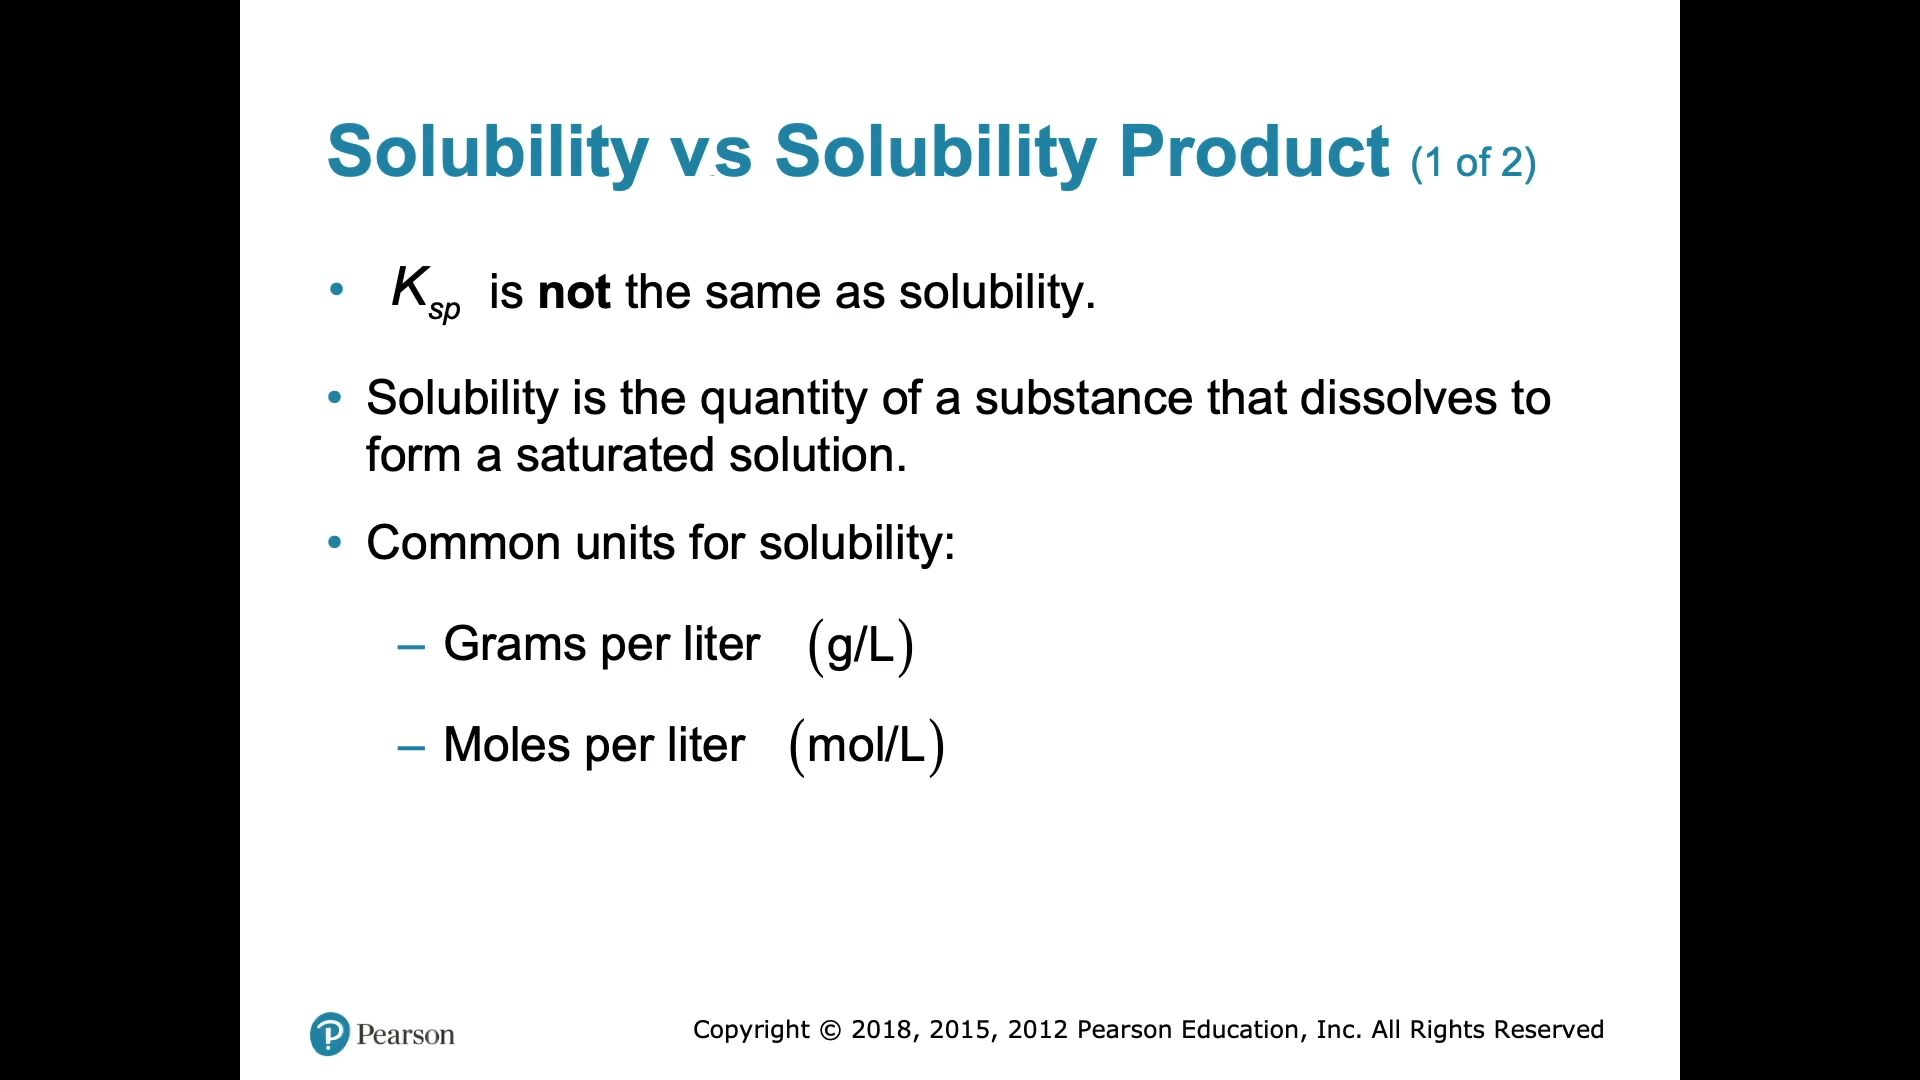 Solubility vs Solubility Product (1 of 2)
• Ksp is not the same as solubility.
• Solubility is the quantity of a substance that dissolves to
form a saturated solution.
• Common units for solubility:
– Grams per liter (g/L)
– Moles per liter (mol/L)
Pearson
Copyright © 2018, 2015, 2012 Pearson Education, Inc. All Rights Reserved